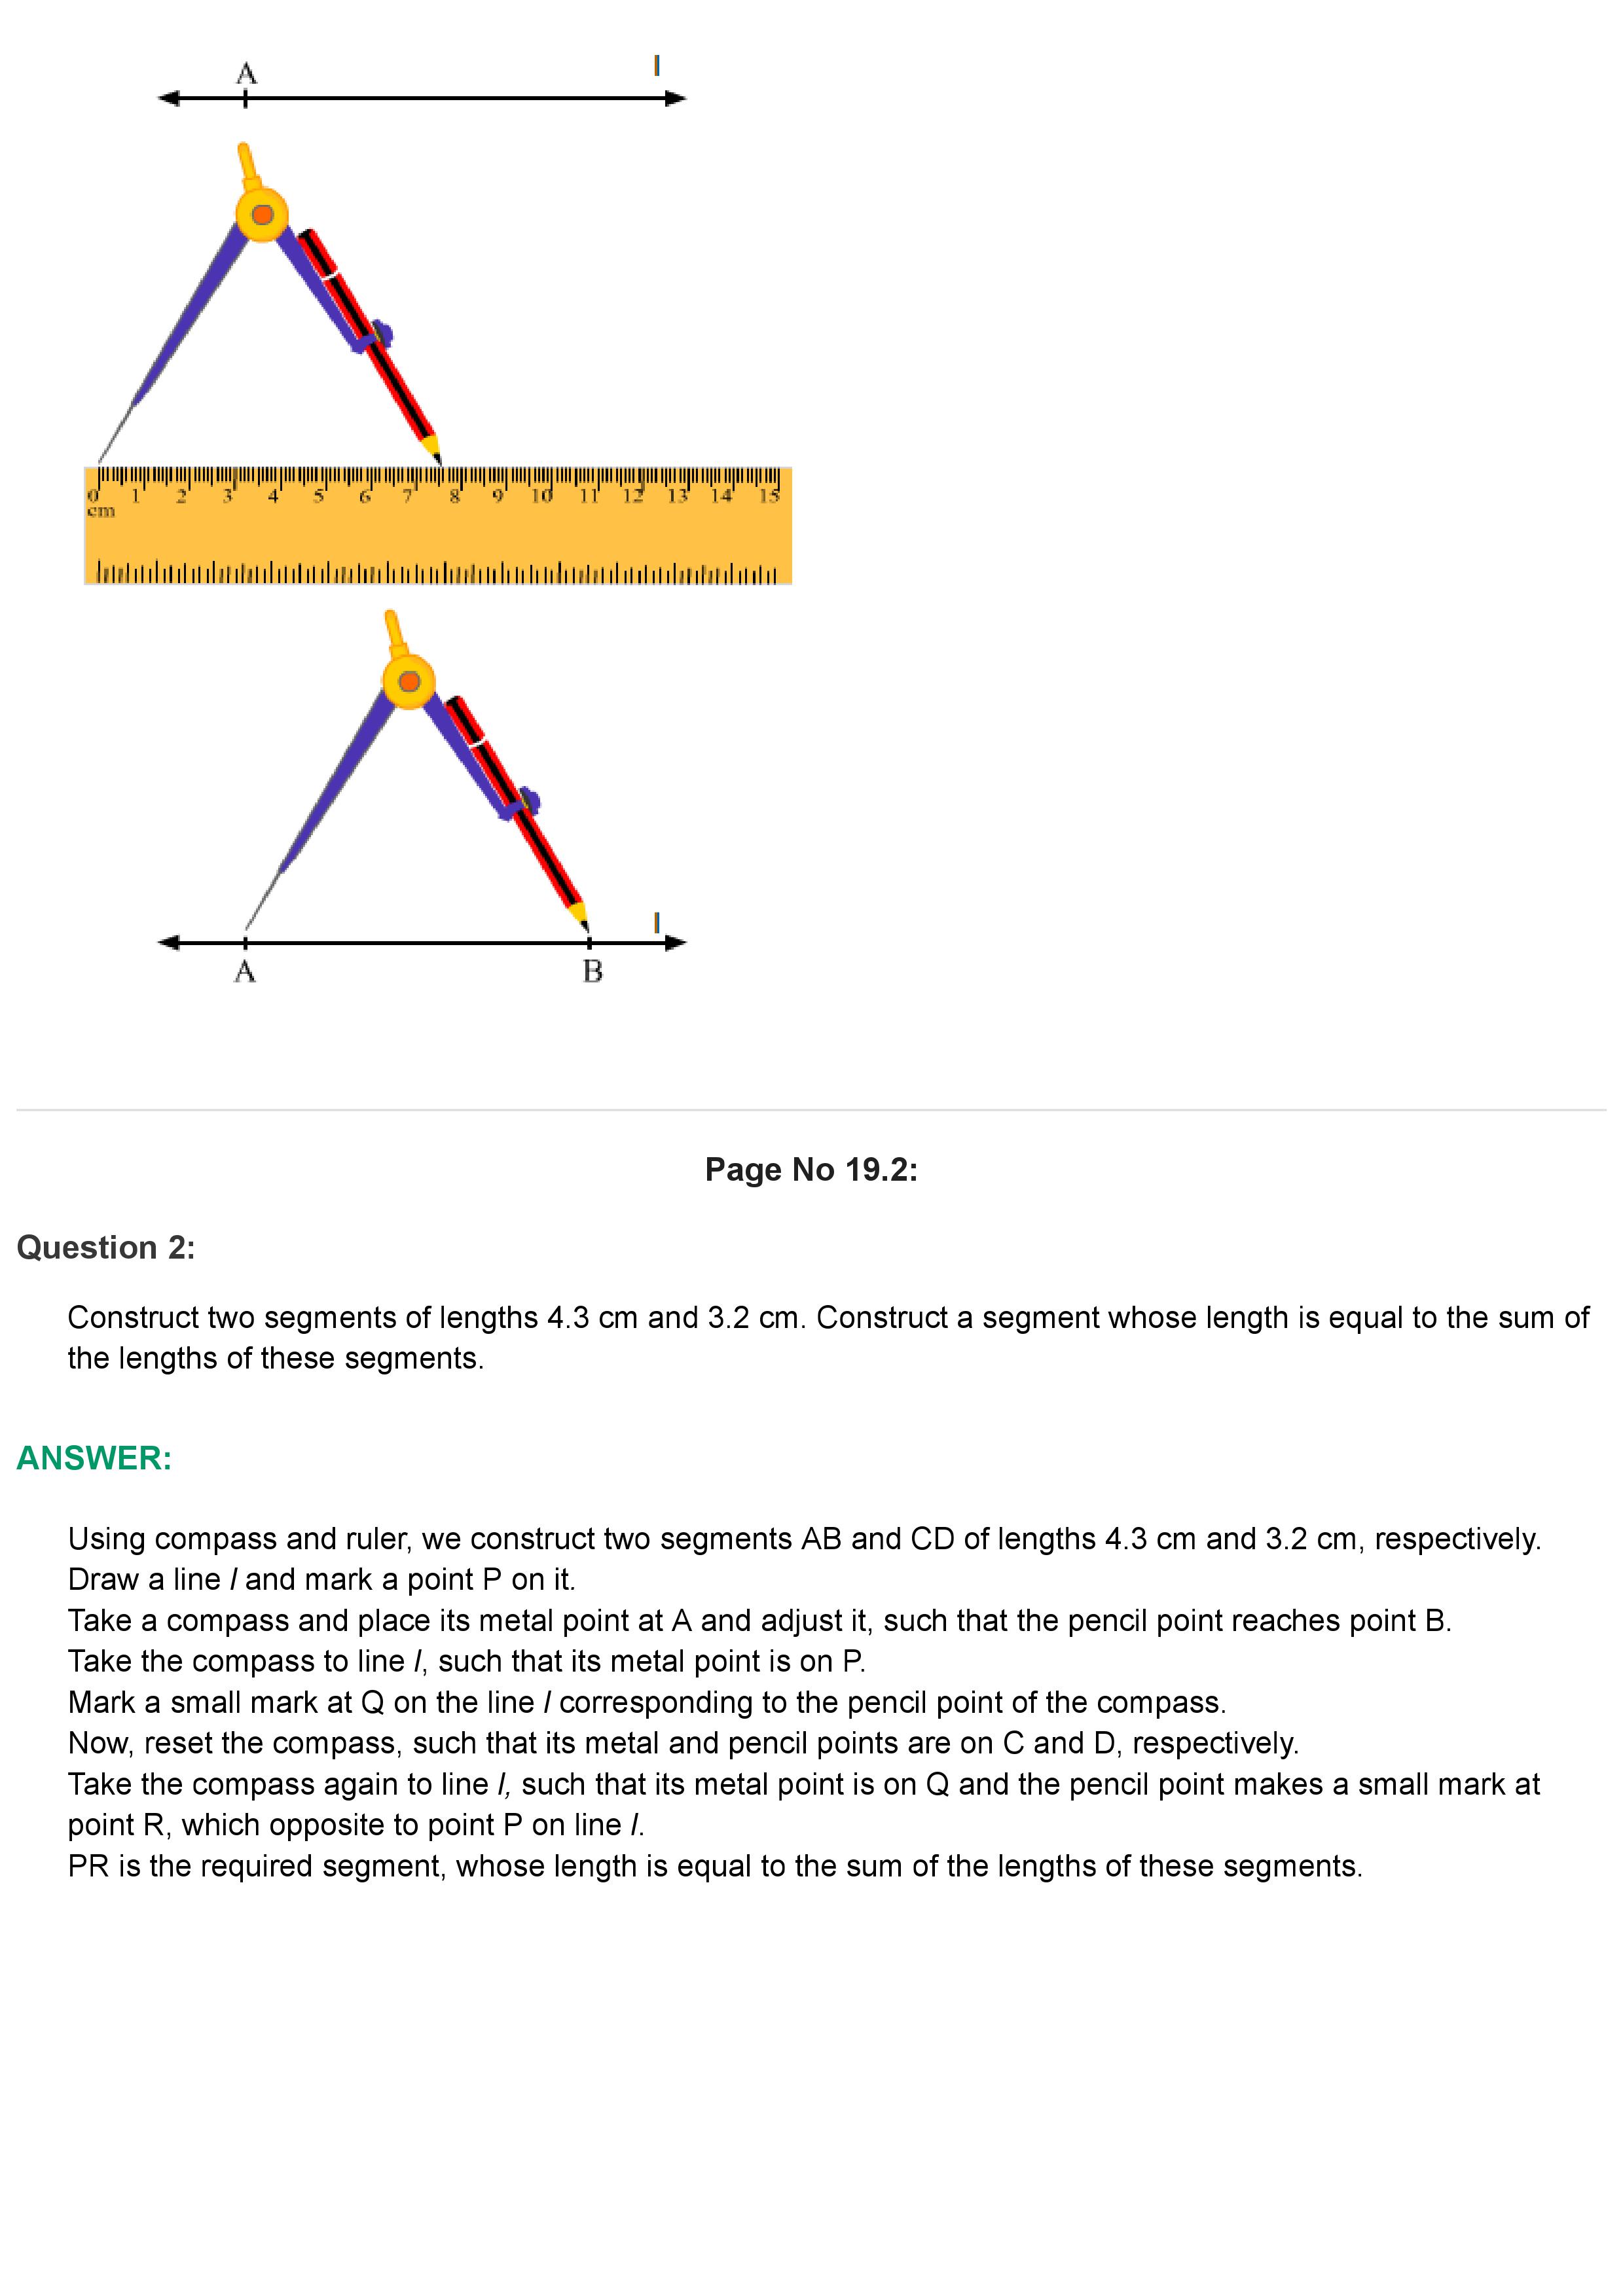 A l
0 1 2 3 4 5 6 7 8 9 10 11 12 13 14 15
cm
l
A B
Page No 19.2:
Question 2:
Construct two segments of lengths 4.3 cm and 3.2 cm. Construct a segment whose length is equal to the sum of
the lengths of these segments.
ANSWER:
Using compass and ruler, we construct two segments AB and CD of lengths 4.3 cm and 3.2 cm, respectively.
Draw a line l and mark a point P on it.
Take a compass and place its metal point at A and adjust it, such that the pencil point reaches point B.
Take the compass to line l, such that its metal point is on P.
Mark a small mark at Q on the line l corresponding to the pencil point of the compass.
Now, reset the compass, such that its metal and pencil points are on C and D, respectively.
Take the compass again to line l, such that its metal point is on Q and the pencil point makes a small mark at
point R, which opposite to point P on line l.
PR is the required segment, whose length is equal to the sum of the lengths of these segments.